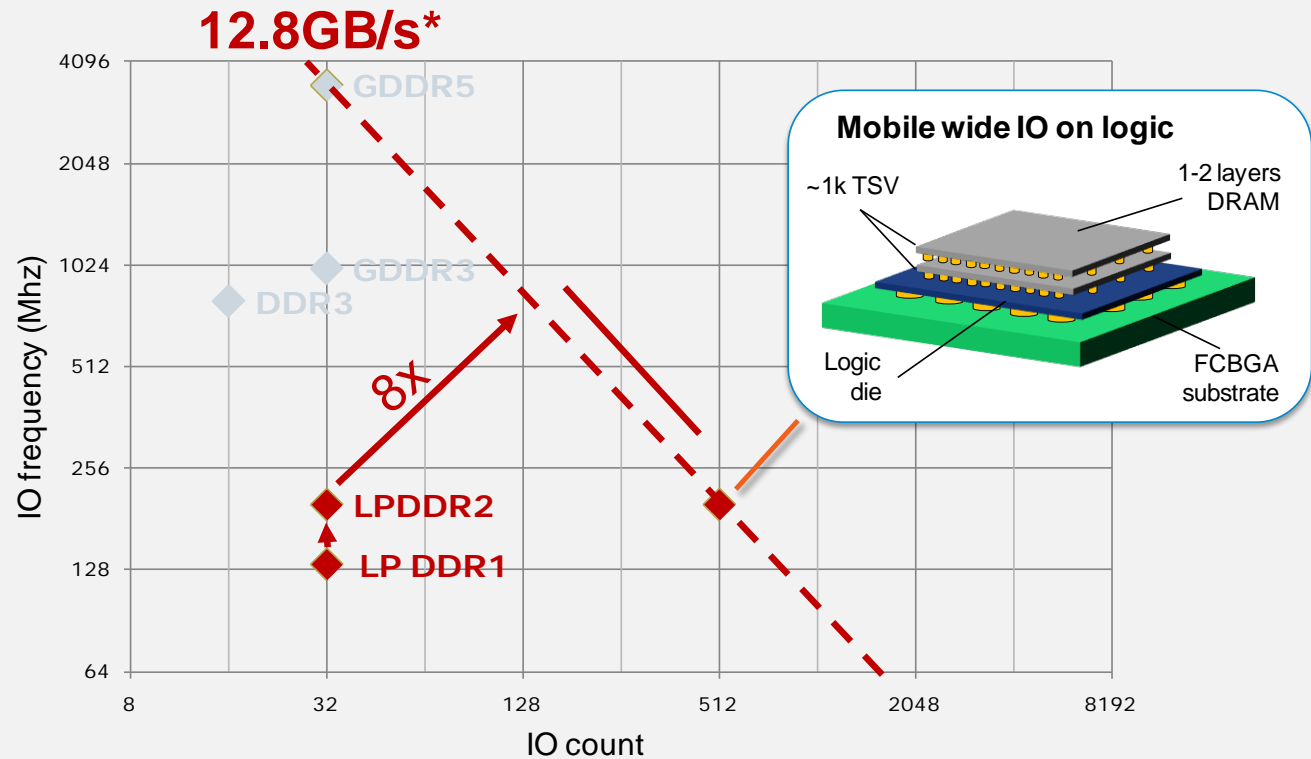 12.8GB/s*
4096
2048
1024
512
256
128
64
8
32
128
512
2048
8192
IO frequency (Mhz)
IO count
GDDR5
GDDR3
DDR3
8x
LPDDR2
LP DDR1
Mobile wide IO on logic
~1k TSV
1-2 layers
DRAM
Logic
die
FCBGA
substrate